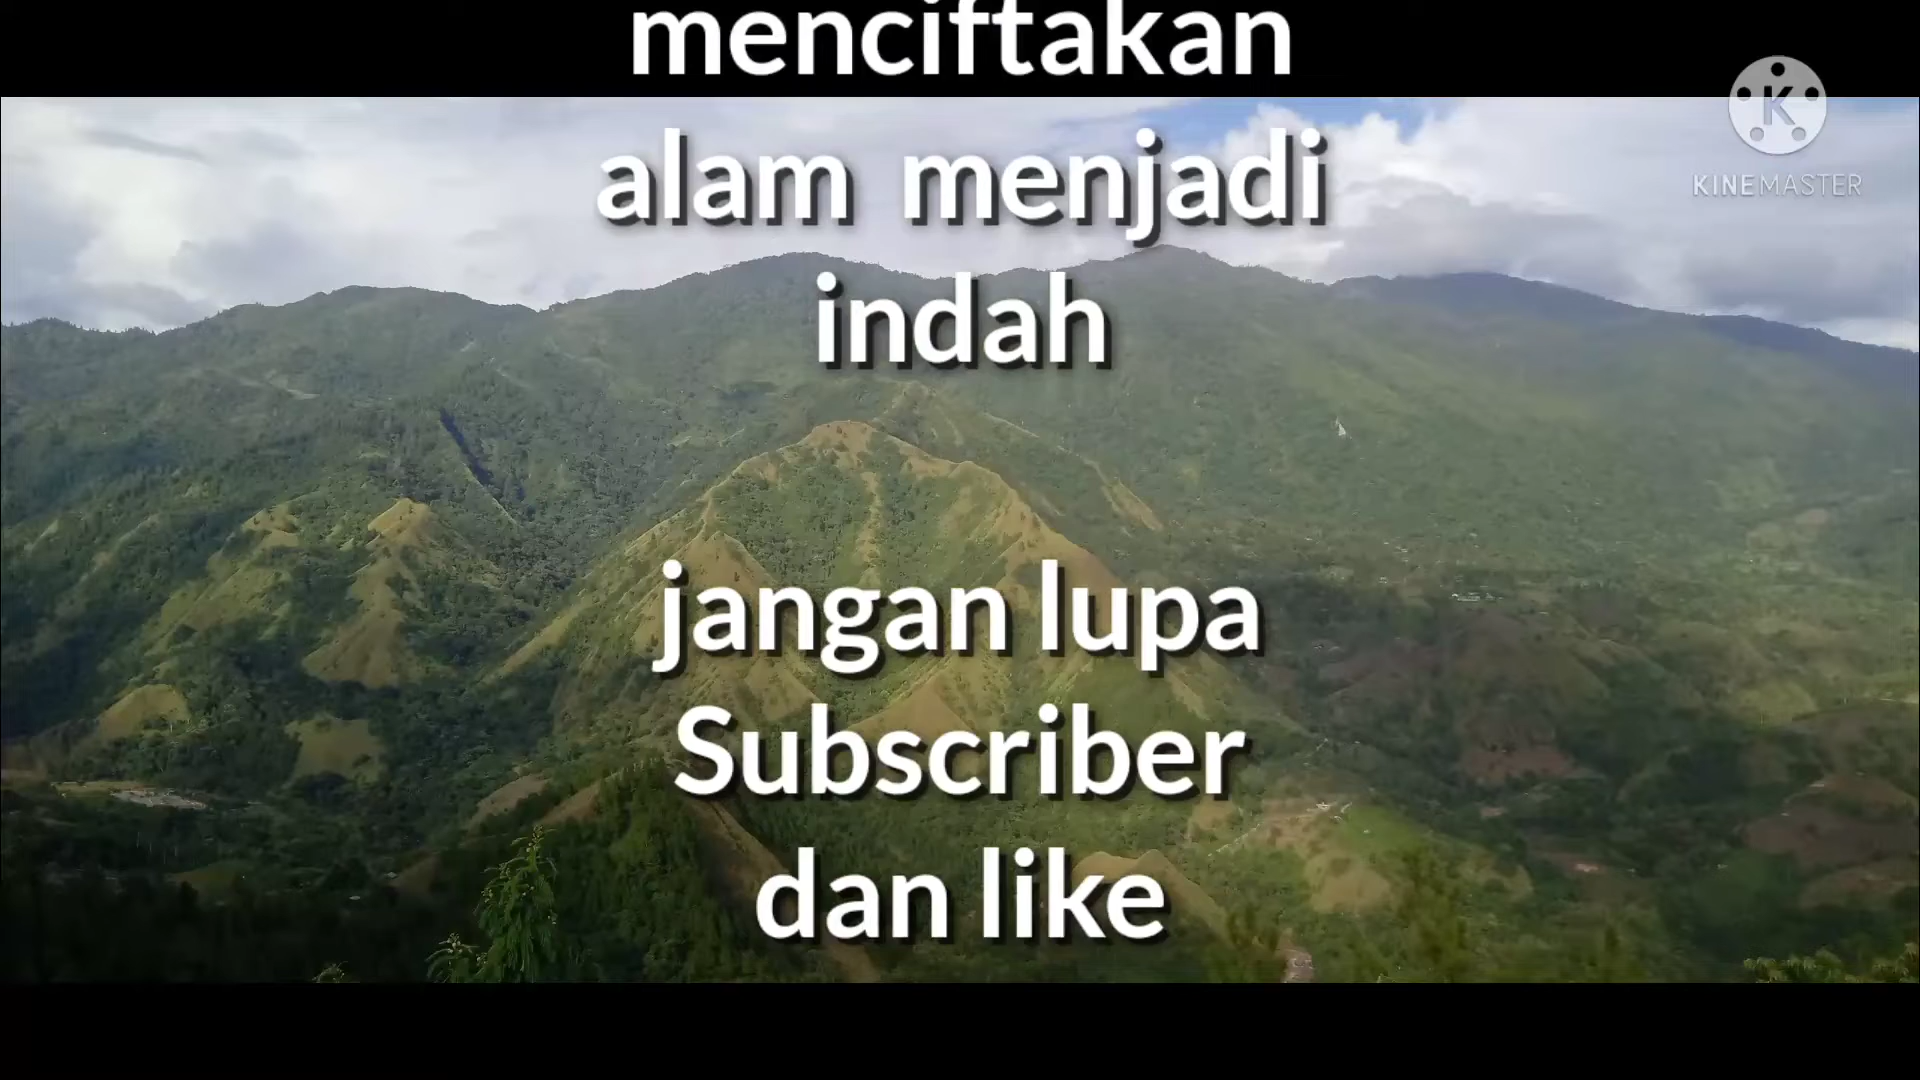 menciftakan
alam menjadi
indah
jangan lupa
Subscriber
dan like
K
KINEMASTER